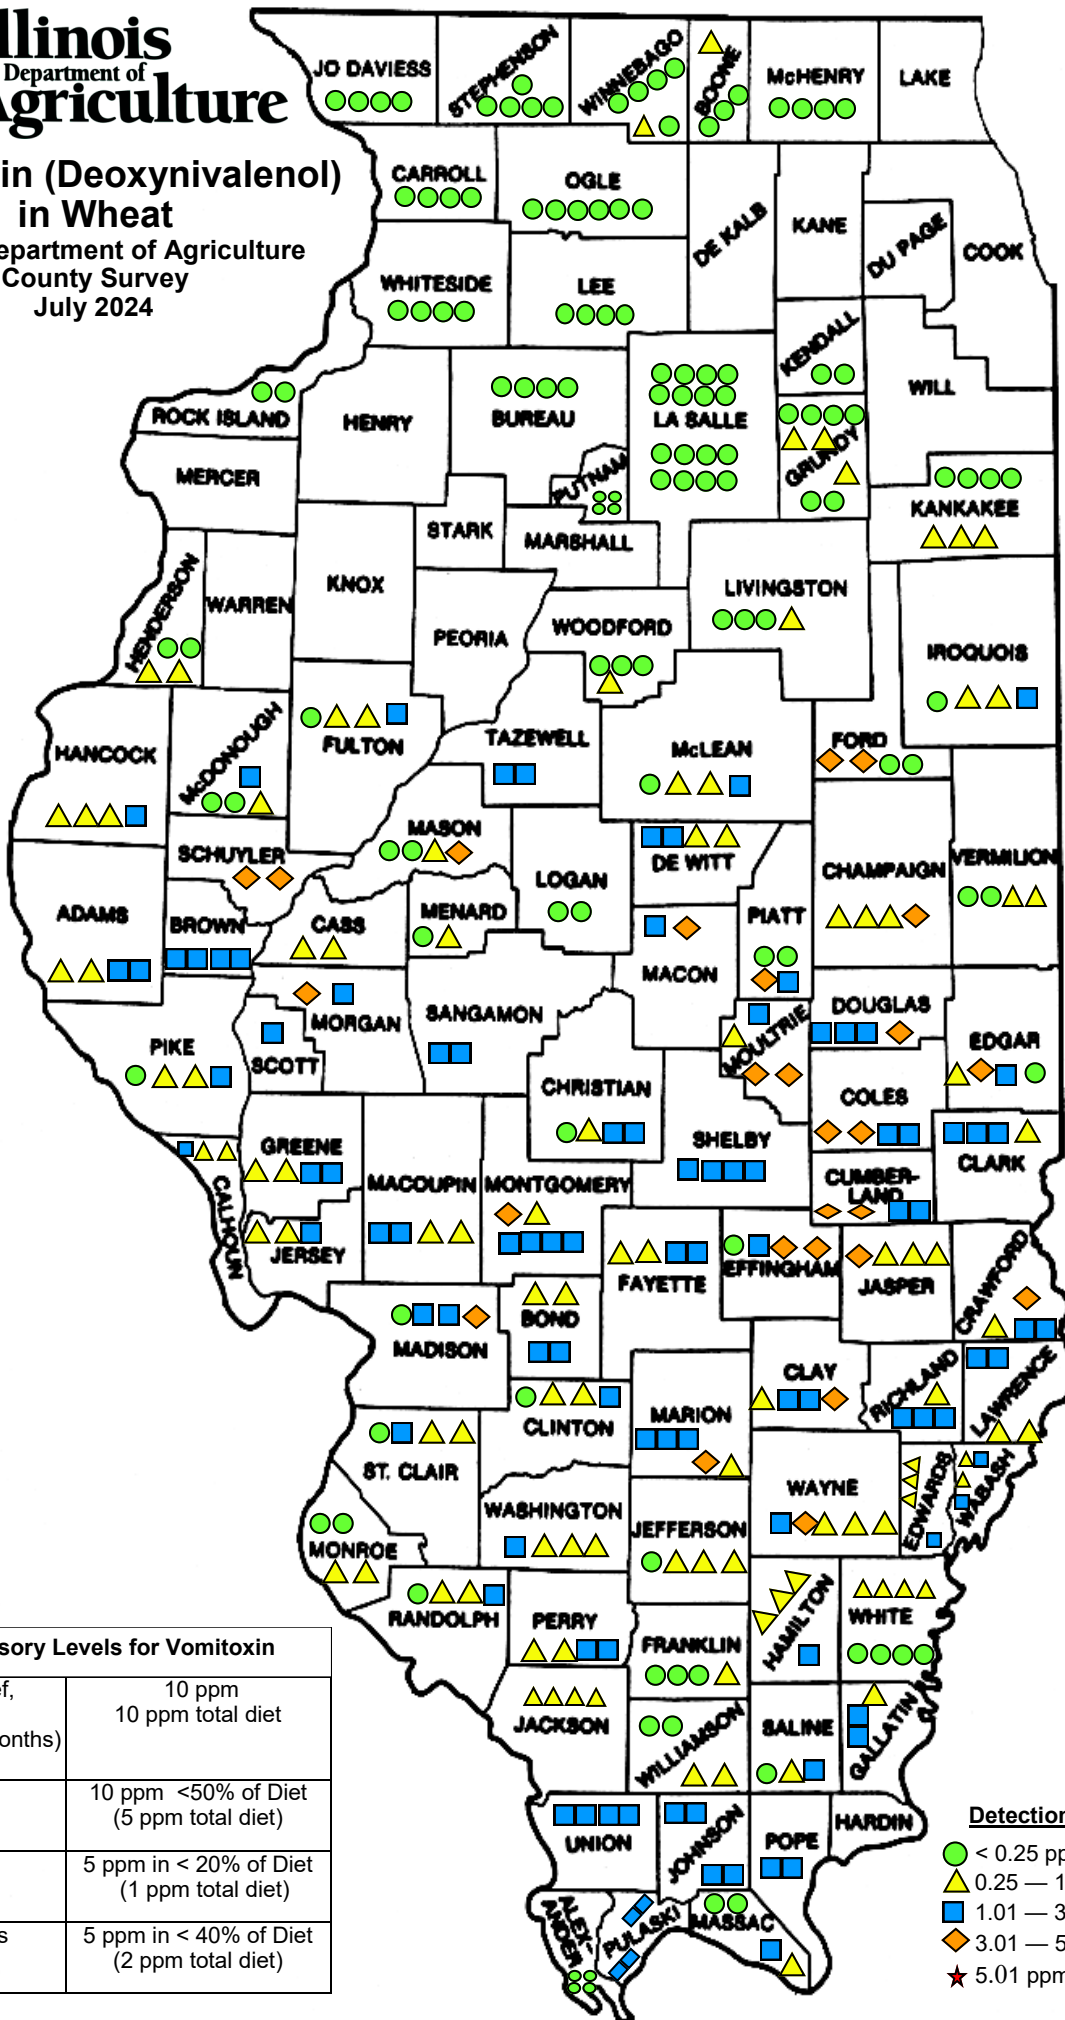 llinois
Department of
Agriculture
in (Deoxynivalenol)
in Wheat
epartment of Agriculture
County Survey
July 2024
JO DAVIESS
STEPHENSON
WINNEBAGO
BOONE
McHENRY
LAKE
CARROLL
OGLE
DE KALB
KANE
DU PAGE
COOK
WHITESIDE
LEE
KENDALL
WILL
ROCK ISLAND
HENRY
BUREAU
LA SALLE
GRUNDY
MERCER
PUTNAM
KANKAKEE
STARK
MARSHALL
HENDERSON
WARREN
KNOX
PEORIA
WOODFORD
LIVINGSTON
IROQUOIS
HANCOCK
McDONOUGH
FULTON
TAZEWELL
McLEAN
FORD
SCHUYLER
MASON
LOGAN
DE WITT
CHAMPAIGN
VERMILION
ADAMS
BROWN
CASS
MENARD
PIATT
MACON
MORGAN
SANGAMON
DOUGLAS
EDGAR
PIKE
SCOTT
CHRISTIAN
MOULTRIE
COLES
SHELBY
CLARK
GREENE
MACOUPIN
MONTGOMERY
CUMBER-
LAND
CALHOUN
JERSEY
FAYETTE
EFFINGHAM
JASPER
CRAWFORD
MADISON
BOND
CLAY
RICHLAND
LAWRENCE
CLINTON
MARION
ST. CLAIR
WAYNE
EDWARDS
WABASH
WASHINGTON
JEFFERSON
MONROE
RANDOLPH
PERRY
FRANKLIN
HAMILTON
WHITE
JACKSON
WILLIAMSON
SALINE
GALLATIN
UNION
JOHNSON
POPE
HARDIN
ALEX-
ANDER
PULASKI
MASSAC
sory Levels for Vomitoxin
ef,
onths)
10 ppm
10 ppm total diet
10 ppm <50% of Diet
(5 ppm total diet)
5 ppm in < 20% of Diet
(1 ppm total diet)
s
5 ppm in < 40% of Diet
(2 ppm total diet)
Detection
< 0.25 pp
0.25 — 1
1.01 — 3
3.01 — 5
5.01 ppm